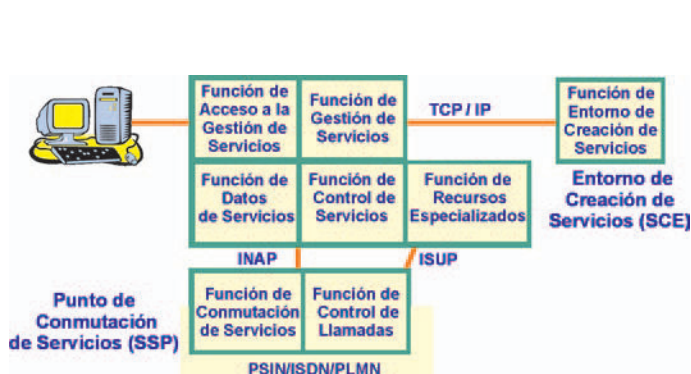 Función de
Acceso a la
Gestión de
Servicios
Función de
Gestión de
Servicios
TCP / IP
Función de
Entorno de
Creación de
Servicios
Función de
Datos
de Servicios
Función de
Control de
Servicios
Función de
Recursos
Especializados
Entorno de
Creación de
Servicios (SCE)
INAP
ISUP
Punto de
Conmutación
de Servicios (SSP)
Función de
Conmutación
de Servicios
Función de
Control de
Llamadas
PSIN/ISDN/PLMN